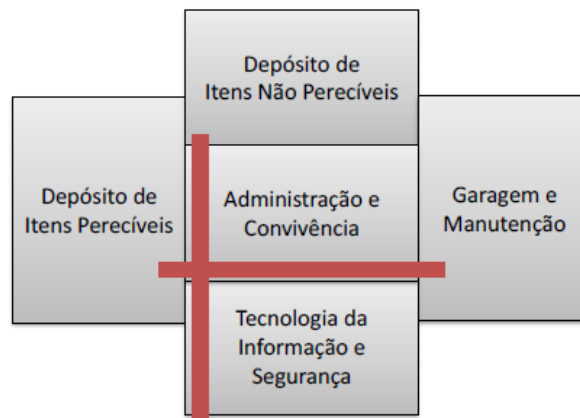 Depósito de
Itens Não Perecíveis
Depósito de
Itens Perecíveis
Administração e
Convivência
Garagem e
Manutenção
Tecnologia da
Informação e
Segurança